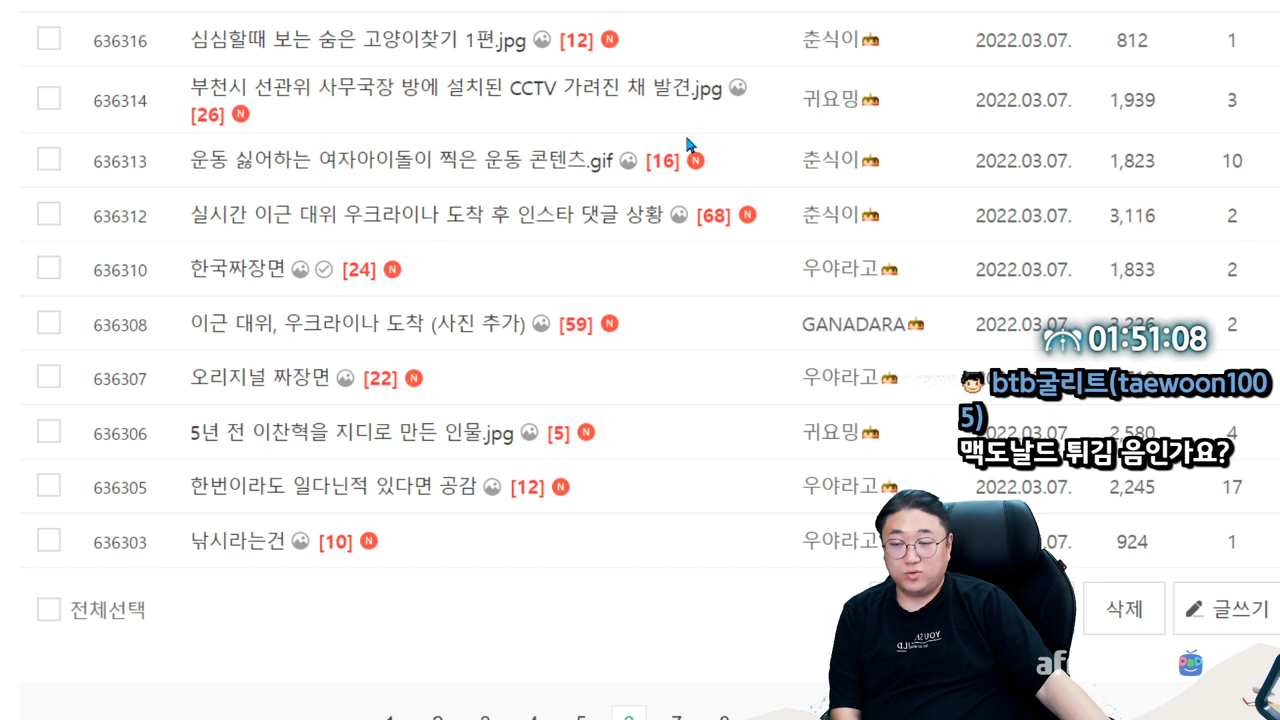 636316 심심할때 보는 숨은 고양이찾기 1편.jpg [12] N 춘식이 2022.03.07. 812 1
636314 부천시 선관위 사무국장 방에 설치된 CCTV 가려진 채 발견.jpg 귀요밍 2022.03.07. 1,939 3
[26] N
636313 운동 싫어하는 여자아이돌이 찍은 운동 콘텐츠.gif [16] N 춘식이 2022.03.07. 1,823 10
636312 실시간 이근 대위 우크라이나 도착 후 인스타 댓글 상황 [68] N 춘식이 2022.03.07. 3,116 2
636310 한국짜장면 [24] N 우야라고 2022.03.07. 1,833 2
636308 이근 대위, 우크라이나 도착 (사진 추가) [59] N GANADARA 2022.03.07. 2
01:51:08
636307 오리지널 짜장면 [22] N 우야라고
btb굴리트(taewoon100
5)
636306 5년 전 이찬혁을 지디로 만든 인물.jpg [5] N 귀요밍 2022.03.07. 2,580 4
맥도날드 튀김 음인가요?
636305 한번이라도 일다닌적 있다면 공감 [12] N 우야라고 2022.03.07. 2,245 17
636303 낚시라는건 [10] N 우야라고 07. 924 1
전체선택 삭제 글쓰기